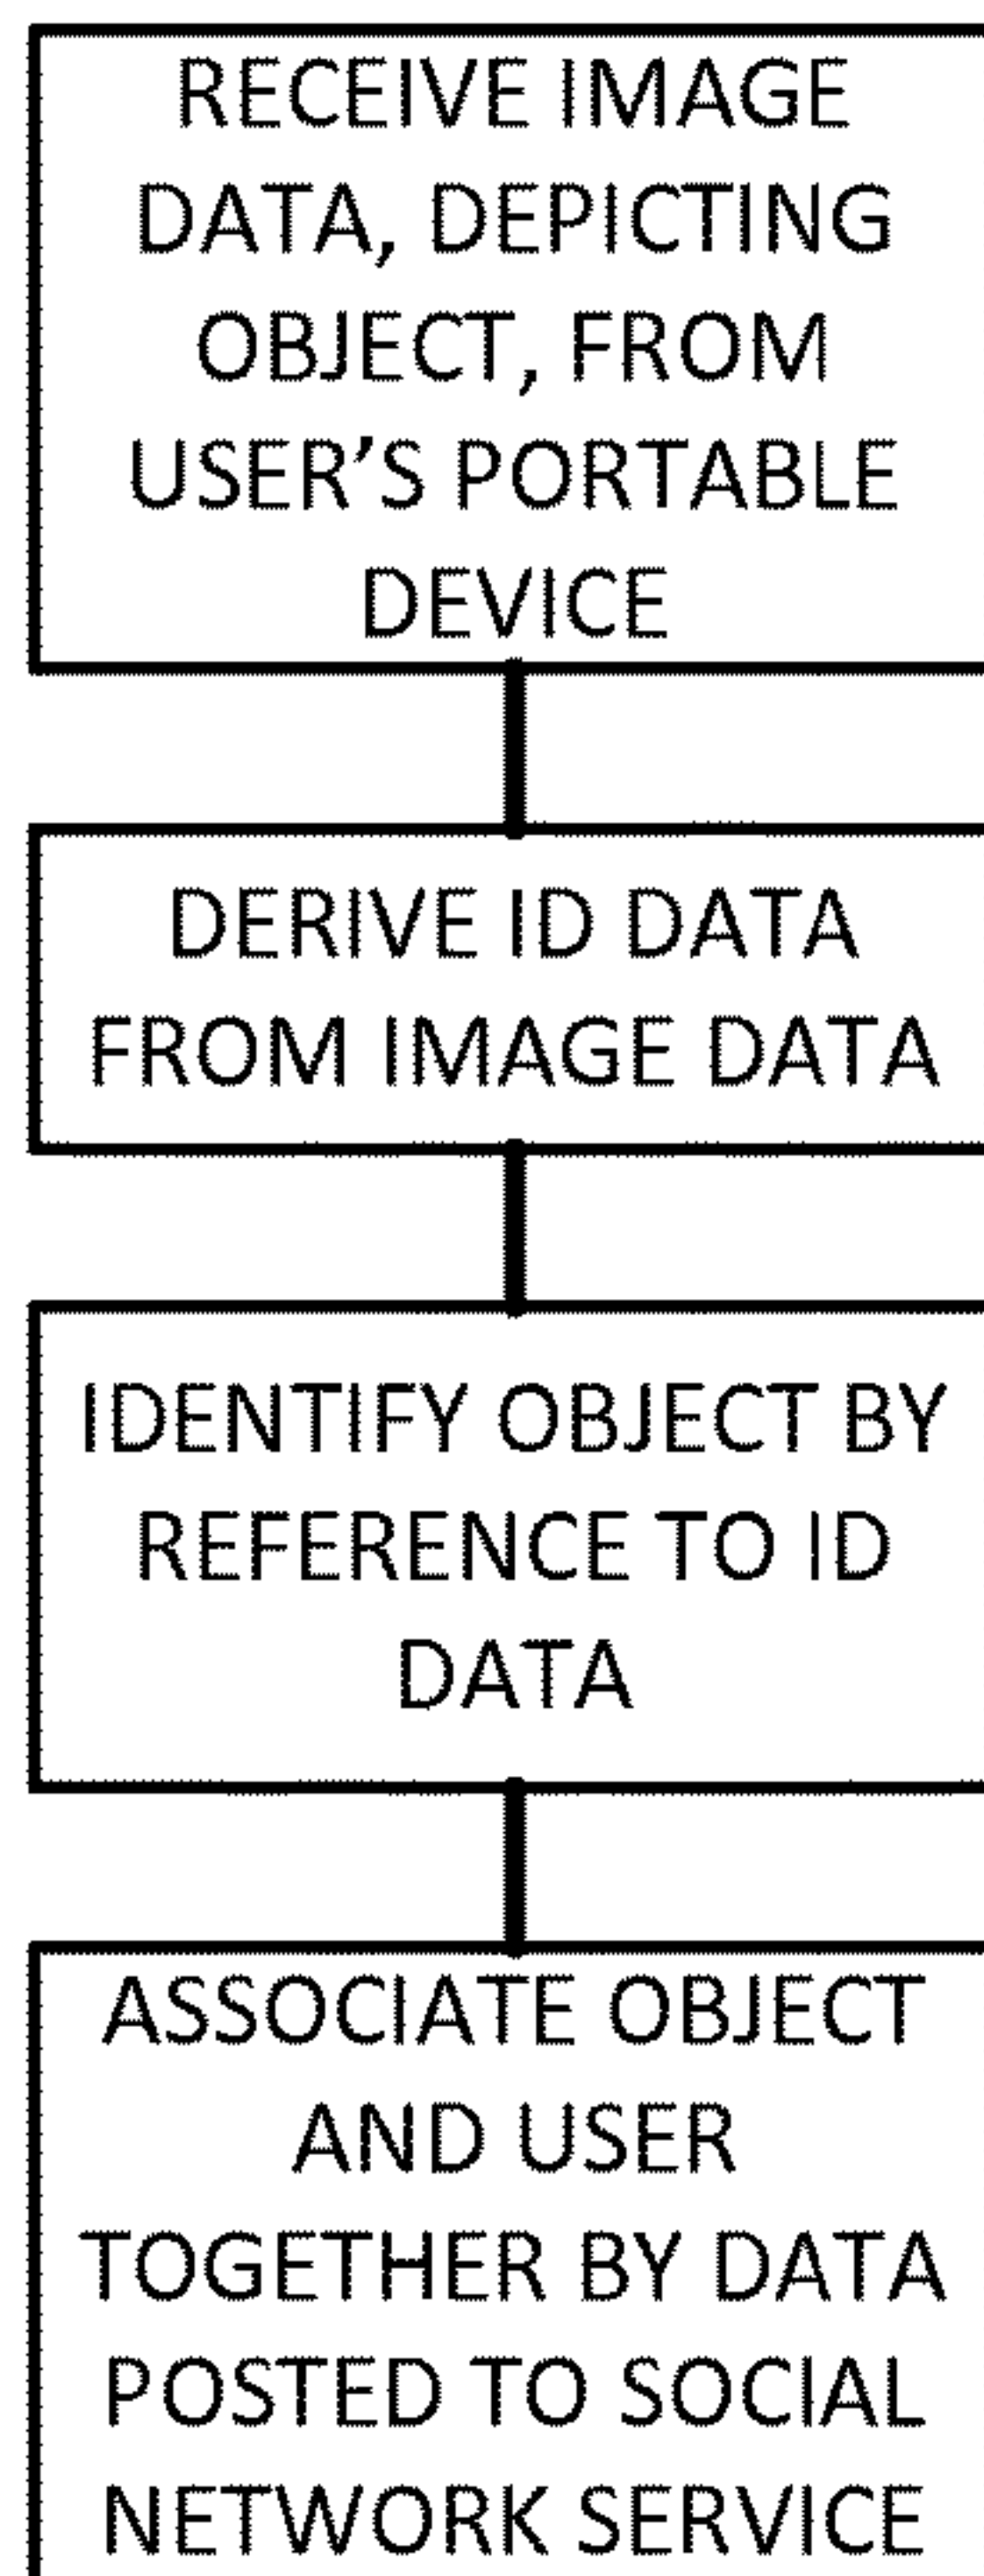 RECEIVE IMAGE
DATA, DEPICTING
OBJECT, FROM
USER'S PORTABLE
DEVICE
DERIVE ID DATA
FROM IMAGE DATA
IDENTIFY OBJECT BY
REFERENCE TO ID
DATA
ASSOCIATE OBJECT
AND USER
TOGETHER BY DATA
POSTED TO SOCIAL
NETWORK SERVICE